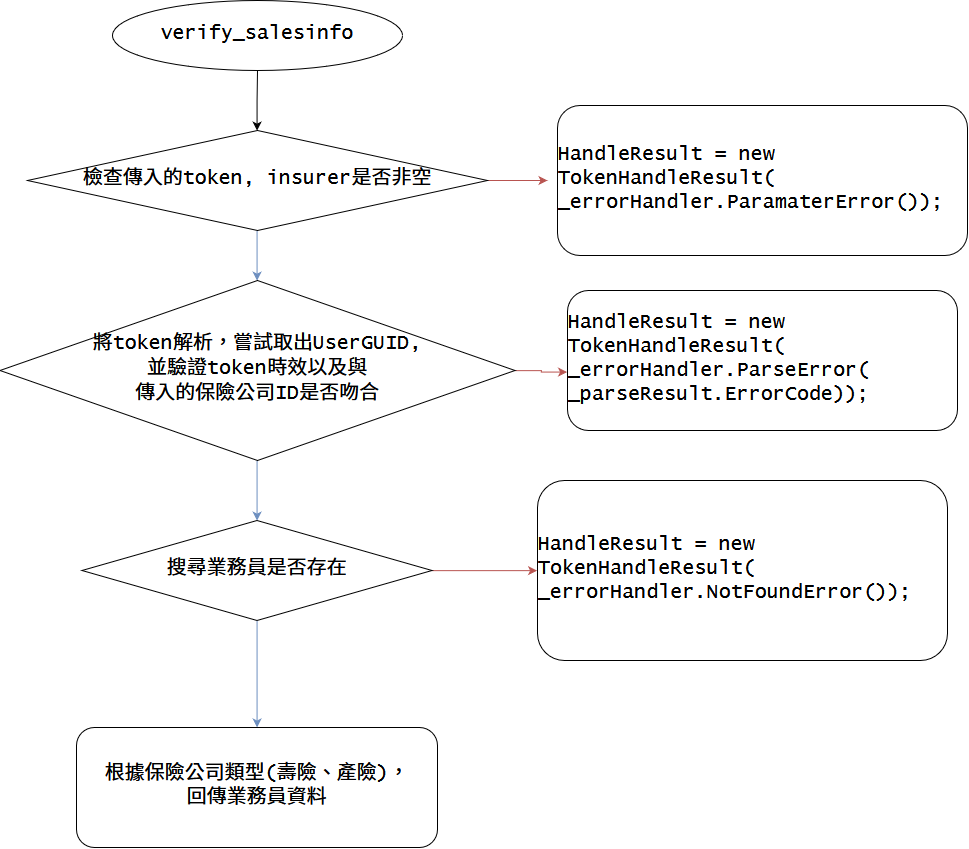 verify_salesinfo
檢查傳入的token, insurer是否非空
HandleResult = new
TokenHandleResult(
_errorHandler.ParamaterError());
將token解析，嘗試取出UserGUID,
並驗證token時效以及與
傳入的保險公司ID是否吻合
HandleResult = new
TokenHandleResult(
_errorHandler.ParseError(
_parseResult.ErrorCode));
搜尋業務員是否存在
HandleResult = new
TokenHandleResult(
_errorHandler.NotFoundError());
根據保險公司類型(壽險、產險)，
回傳業務員資料